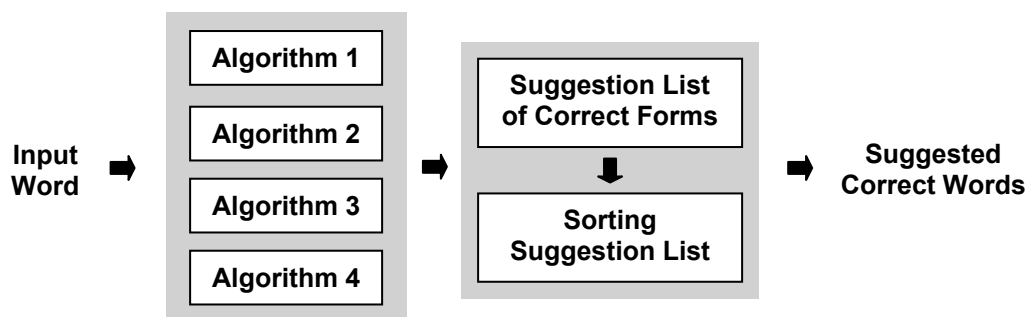 Input
Word
Algorithm 1
Algorithm 2
Algorithm 3
Algorithm 4
Suggestion List
of Correct Forms
Sorting
Suggestion List
Suggested
Correct Words